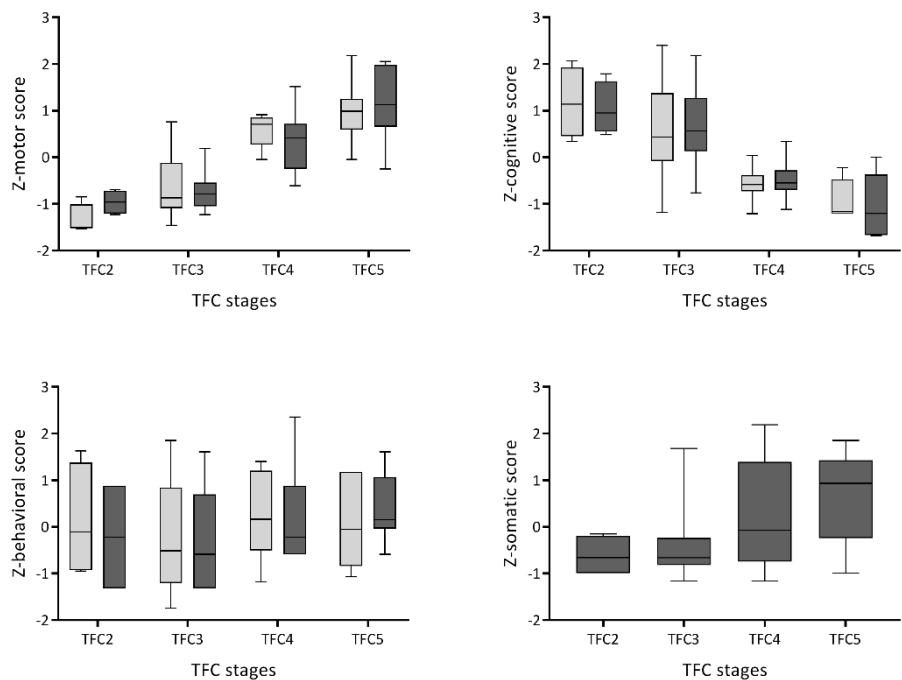 3
2
1
0
-1
-2
Z-motor score
TFC2 TFC3 TFC4 TFC5
TFC stages
3
2
1
0
-1
-2
Z-cognitive score
TFC2 TFC3 TFC4 TFC5
TFC stages
3
2
1
0
-1
-2
Z-behavioral score
TFC2 TFC3 TFC4 TFC5
TFC stages
3
2
1
0
-1
-2
Z-somatic score
TFC2 TFC3 TFC4 TFC5
TFC stages